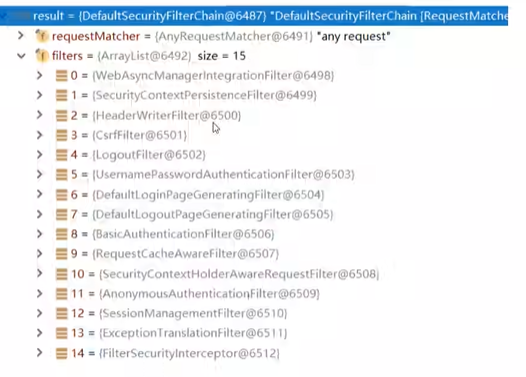 result = {DefaultSecurityFilterChain@6487} "DefaultSecurityFilterChain [RequestMatche
requestMatcher = {AnyRequestMatcher@6491} "any request"
filters = {ArrayList@6492} size = 15
0 = {WebAsyncManagerIntegrationFilter@6498}
1 = {SecurityContextPersistenceFilter@6499}
2 = {HeaderWriterFilter@6500}
3 = {CsrfFilter@6501}
4 = {LogoutFilter@6502}
5 = {UsernamePasswordAuthenticationFilter@6503}
6 = {DefaultLoginPageGeneratingFilter@6504}
7 = {DefaultLogoutPageGeneratingFilter@6505}
8 = {BasicAuthenticationFilter@6506}
9 = {RequestCacheAwareFilter@6507}
10 = {SecurityContextHolderAwareRequestFilter@6508}
11 = {AnonymousAuthenticationFilter@6509}
12 = {SessionManagementFilter@6510}
13 = {ExceptionTranslationFilter@6511}
14 = {FilterSecurityInterceptor@6512}